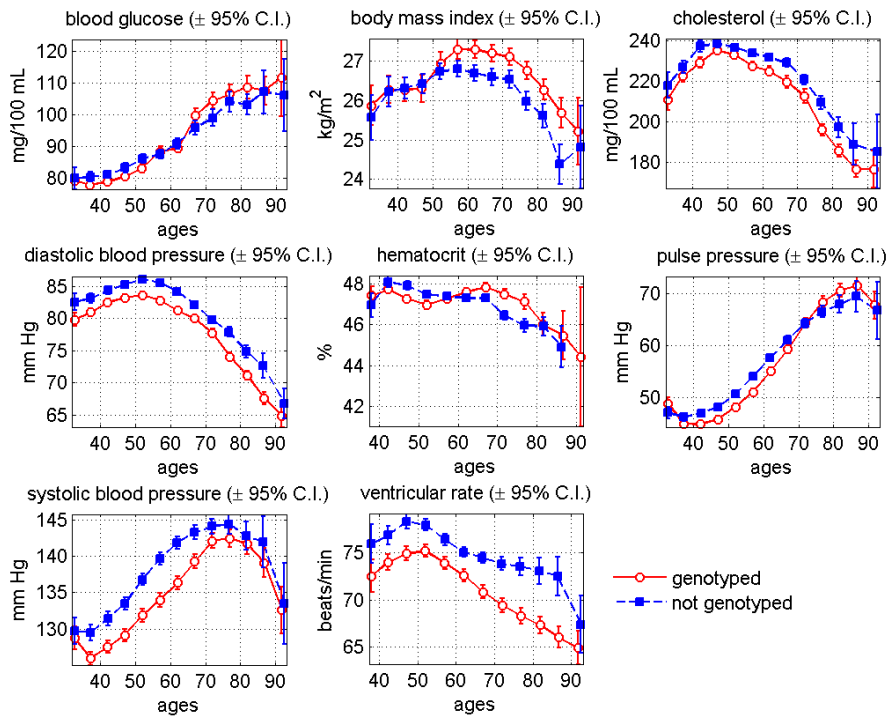 blood glucose (± 95% C.I.)
120
110
100
90
80
mg/100 mL
40 50 60 70 80 90
ages
body mass index (± 95% C.I.)
27
26
25
24
kg/m²
40 50 60 70 80 90
ages
cholesterol (± 95% C.I.)
240
220
200
180
mg/100 mL
40 50 60 70 80 90
ages
diastolic blood pressure (± 95% C.I.)
85
80
75
70
65
mm Hg
40 50 60 70 80 90
ages
hematocrit (± 95% C.I.)
48
46
44
42
41
%
40 50 60 70 80 90
ages
pulse pressure (± 95% C.I.)
70
60
50
mm Hg
40 50 60 70 80 90
ages
systolic blood pressure (± 95% C.I.)
145
140
135
130
mm Hg
40 50 60 70 80 90
ages
ventricular rate (± 95% C.I.)
75
70
65
beats/min
40 50 60 70 80 90
ages
genotyped
not genotyped